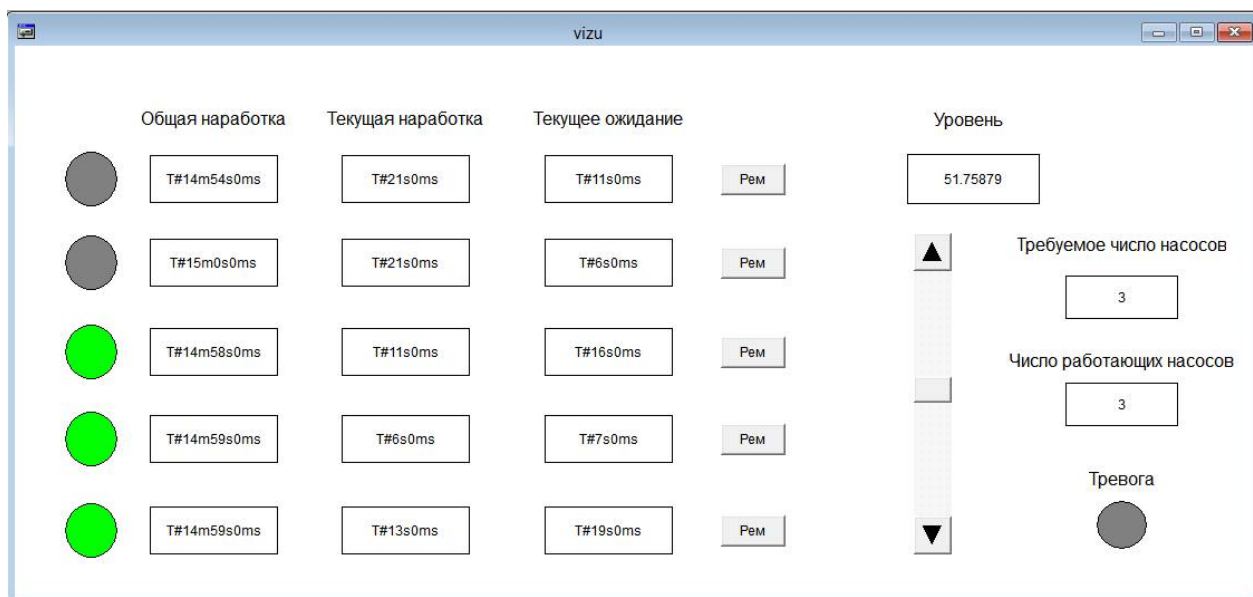 vizu
Общая наработка Текущая наработка Текущее ожидание Уровень
T#14m54s0ms T#21s0ms T#11s0ms Рем 51.75879
T#15m0s0ms T#21s0ms T#6s0ms Рем
Требуемое число насосов
3
T#14m58s0ms T#11s0ms T#16s0ms Рем
Число работающих насосов
3
T#14m59s0ms T#6s0ms T#7s0ms Рем
Тревога
T#14m59s0ms T#13s0ms T#19s0ms Рем